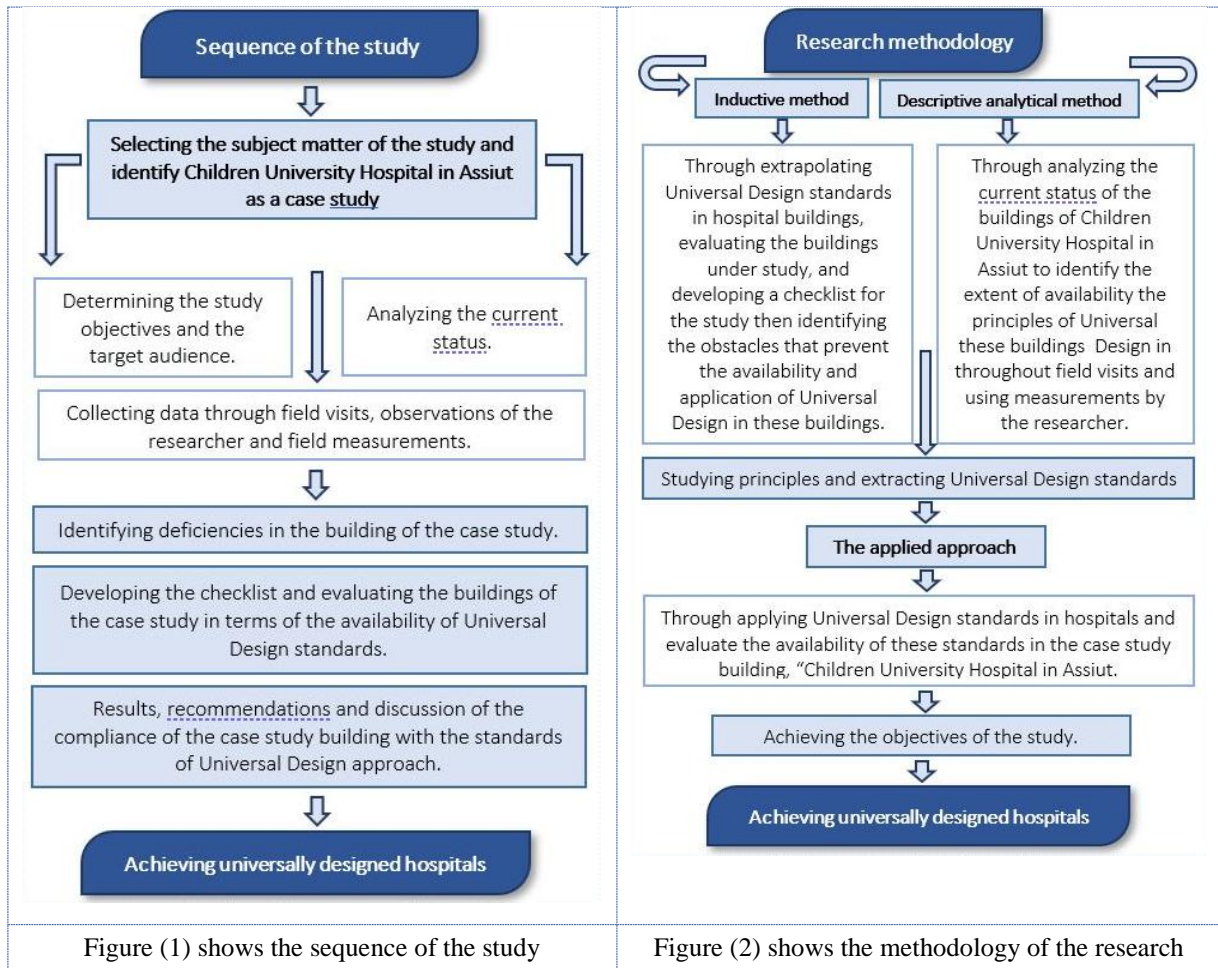 Sequence of the study
Selecting the subject matter of the study and
identify Children University Hospital in Assiut
as a case study
Determining the study
objectives and the
target audience.
Analyzing the current
status.
Collecting data through field visits, observations of the
researcher and field measurements.
Identifying deficiencies in the building of the case study.
Developing the checklist and evaluating the buildings of
the case study in terms of the availability of Universal
Design standards.
Results, recommendations and discussion of the
compliance of the case study building with the standards
of Universal Design approach.
Achieving universally designed hospitals
Figure (1) shows the sequence of the study
Research methodology
Inductive method
Descriptive analytical method
Through extrapolating
Universal Design standards
in hospital buildings,
evaluating the buildings
under study, and
developing a checklist for
the study then identifying
the obstacles that prevent
the availability and
application of Universal
Design in these buildings.
Through analyzing the
current status of the
buildings of Children
University Hospital in
Assiut to identify the
extent of availability the
principles of Universal
these buildings  Design in
throughout field visits and
using measurements by
the researcher.
Studying principles and extracting Universal Design standards
The applied approach
Through applying Universal Design standards in hospitals and
evaluate the availability of these standards in the case study
building, “Children University Hospital in Assiut.
Achieving the objectives of the study.
Achieving universally designed hospitals
Figure (2) shows the methodology of the research